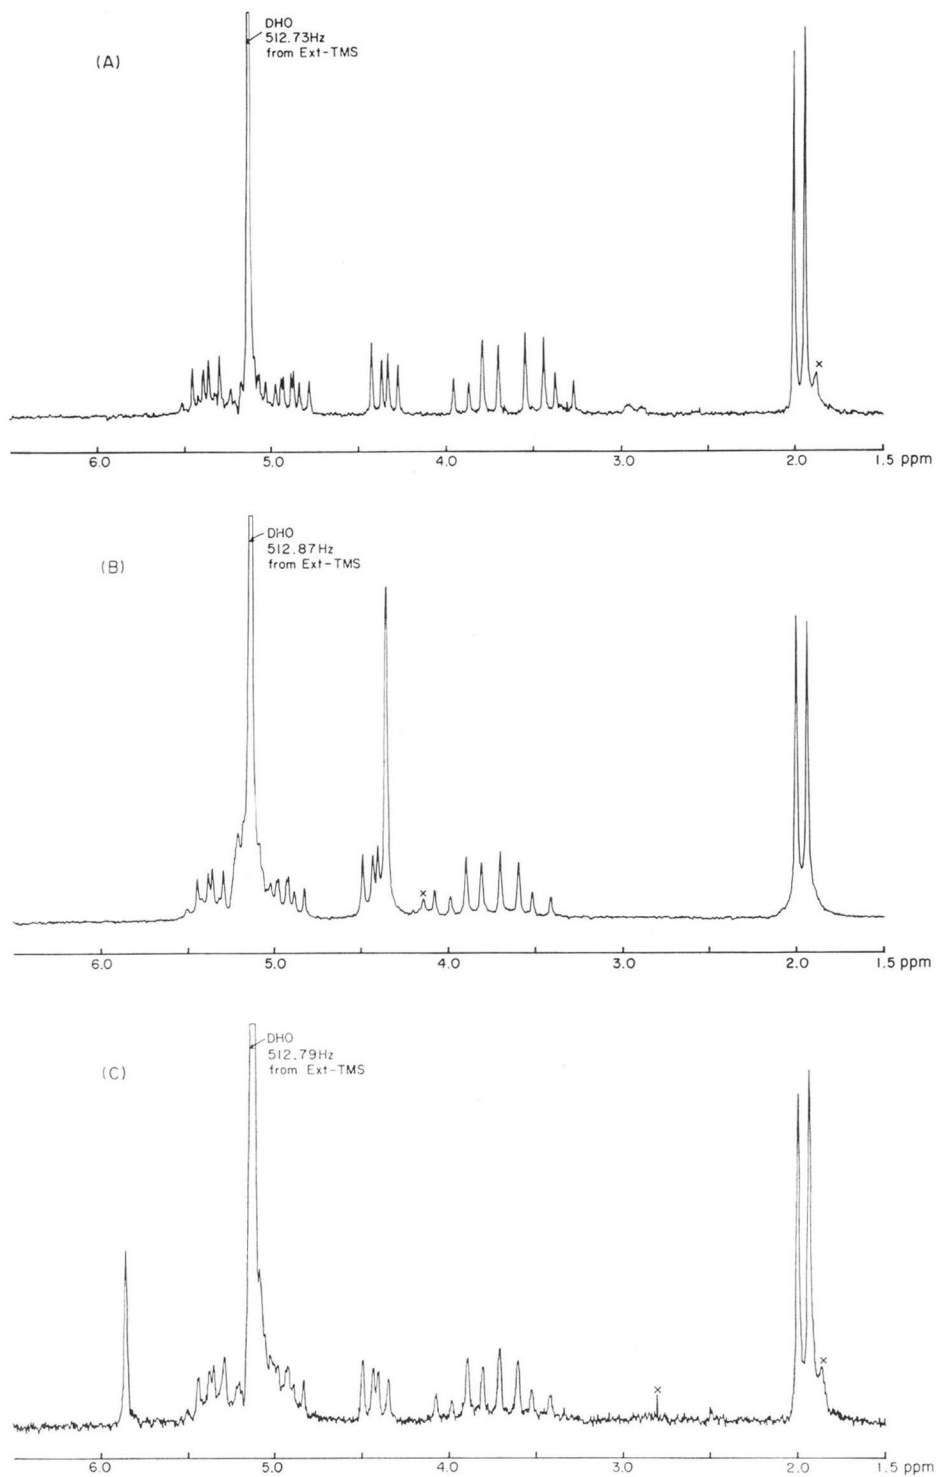 (A)
DHO
512.73Hz
from Ext-TMS
×
6.0 5.0 4.0 3.0 2.0 1.5 ppm
(B)
DHO
512.87Hz
from Ext-TMS
×
6.0 5.0 4.0 3.0 2.0 1.5 ppm
(C)
DHO
512.79Hz
from Ext-TMS
× ×
6.0 5.0 4.0 3.0 2.0 1.5 ppm